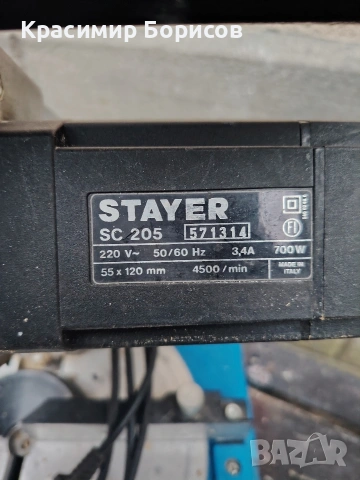 Красимир Борисов
STAYER
SC 205 571314
220 V~ 50/60 Hz 3,4A 700W
55 x 120 mm 4500/min MADE IN ITALY
BAZAR